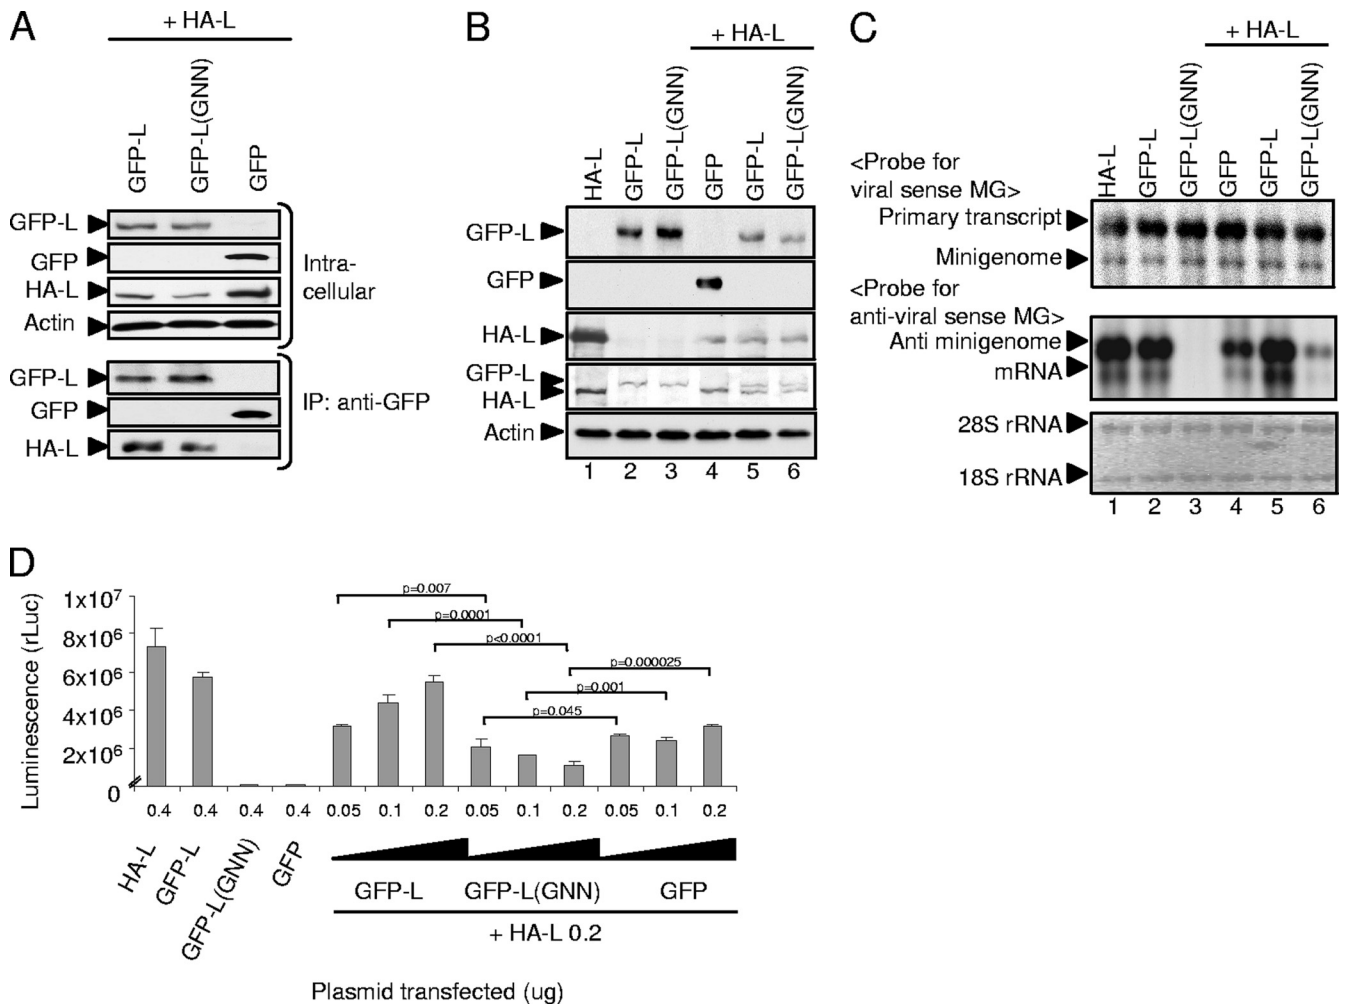 A
+ HA-L
GFP-L
GFP-L(GNN)
GFP
GFP-L
GFP
HA-L
Actin
Intra-
cellular
GFP-L
GFP
HA-L
IP: anti-GFP
B
+ HA-L
HA-L
GFP-L
GFP-L(GNN)
GFP
GFP-L
GFP-L(GNN)
GFP-L
GFP
HA-L
GFP-L
HA-L
Actin
1 2 3 4 5 6
C
+ HA-L
HA-L
GFP-L
GFP-L(GNN)
GFP
GFP-L
GFP-L(GNN)
<Probe for
viral sense MG>
Primary transcript
Minigenome
<Probe for
anti-viral sense MG>
Anti minigenome
mRNA
28S rRNA
18S rRNA
1 2 3 4 5 6
D
Luminescence (rLuc)
1x10⁷
8x10⁶
6x10⁶
4x10⁶
2x10⁶
0
p=0.007
p=0.0001
p<0.0001
p=0.000025
p=0.001
p=0.045
0.4 0.4 0.4 0.4 0.05 0.1 0.2 0.05 0.1 0.2 0.05 0.1 0.2
HA-L
GFP-L
GFP-L(GNN)
GFP
GFP-L GFP-L(GNN) GFP
+ HA-L 0.2
Plasmid transfected (ug)